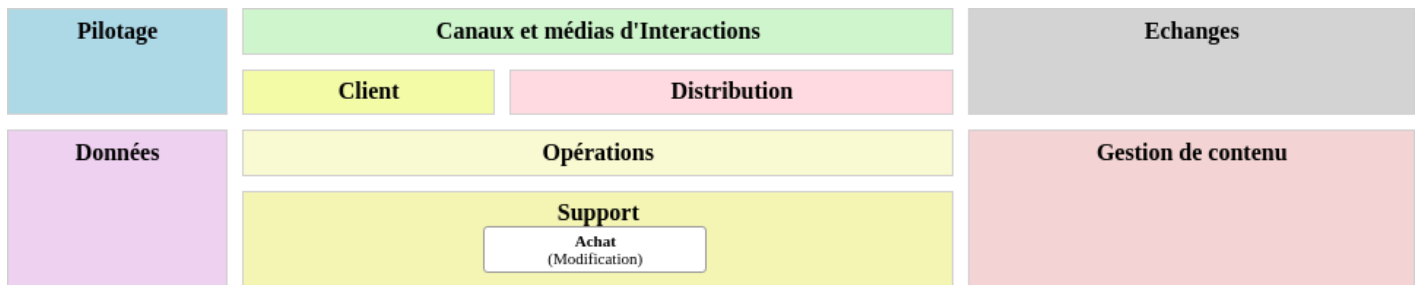 Pilotage
Canaux et médias d'Interactions
Echanges
Client
Distribution
Données
Opérations
Gestion de contenu
Support
Achat
(Modification)